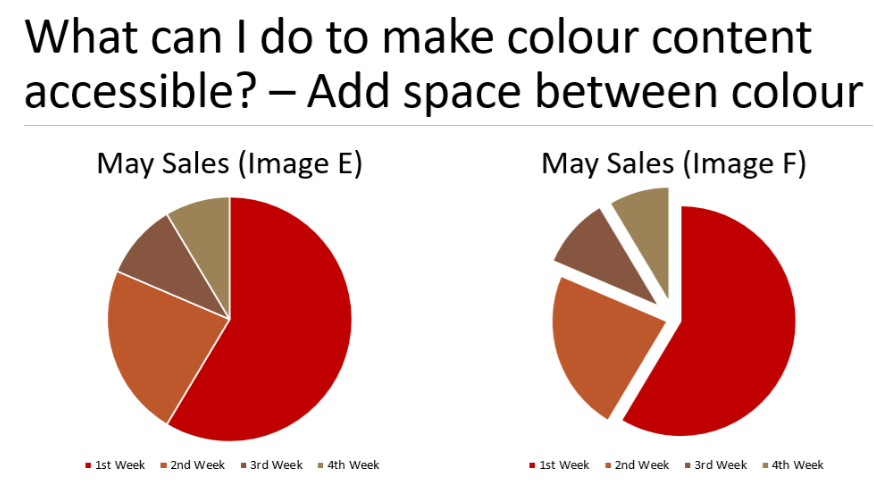 What can I do to make colour content
accessible? – Add space between colour
May Sales (Image E)
May Sales (Image F)
1st Week 2nd Week 3rd Week 4th Week
1st Week 2nd Week 3rd Week 4th Week